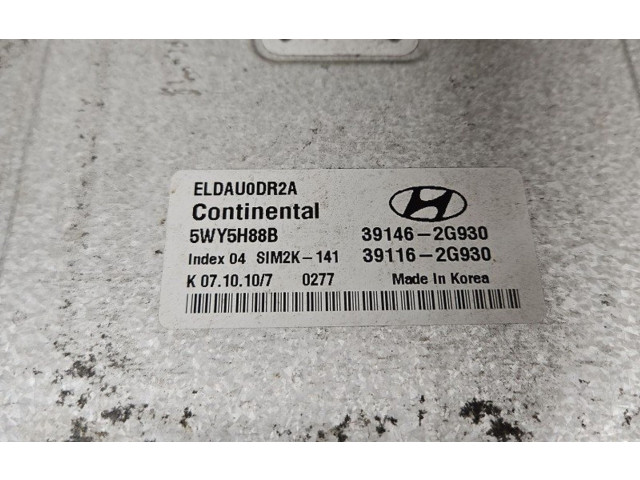 ELDAU0DR2A
Continental
5WY5H88B 39146-2G930
Index 04 SIM2K-141 39116-2G930
K 07.10.10/7 0277 Made In Korea